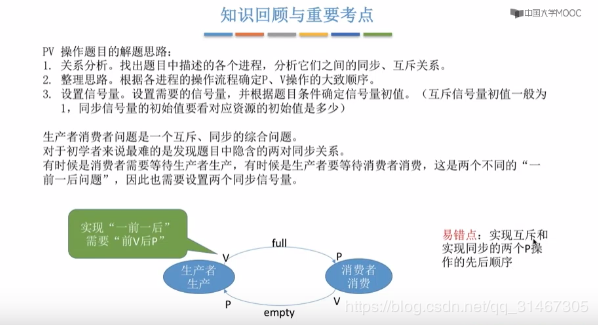 知识回顾与重要考点
中国大学MOOC
PV 操作题目的解题思路：
1. 关系分析。找出题目中描述的各个进程，分析它们之间的同步、互斥关系。
2. 整理思路。根据各进程的操作流程确定P、V操作的大致顺序。
3. 设置信号量。设置需要的信号量，并根据题目条件确定信号量初值。（互斥信号量初值一般为
1，同步信号量的初始值要看对应资源的初始值是多少）
生产者消费者问题是一个互斥、同步的综合问题。
对于初学者来说最难的是发现题目中隐含的两对同步关系。
有时候是消费者需要等待生产者生产，有时候是生产者要等待消费者消费，这是两个不同的“一
前一后问题”，因此也需要设置两个同步信号量。
实现“一前一后”
需要“前V后P”
V
full
P
生产者
生产
消费者
消费
P
empty
V
易错点：实现互斥和
实现同步的两个P操
作的先后顺序
https://blog.csdn.net/qq_31467305